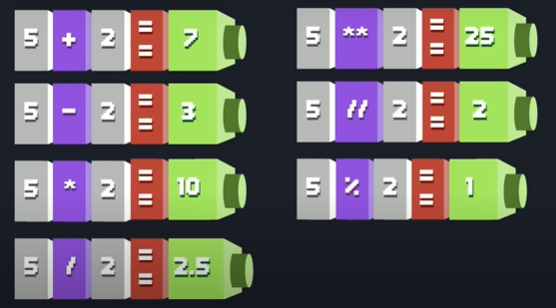 5 + 2 == 7
5 - 2 == 3
5 * 2 == 10
5 / 2 == 2.5
5 ** 2 == 25
5 // 2 == 2
5 % 2 == 1